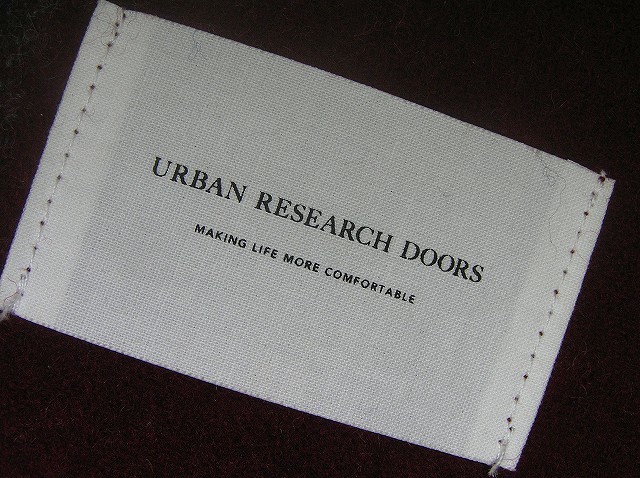 URBAN RESEARCH DOORS
MAKING LIFE MORE COMFORTABLE